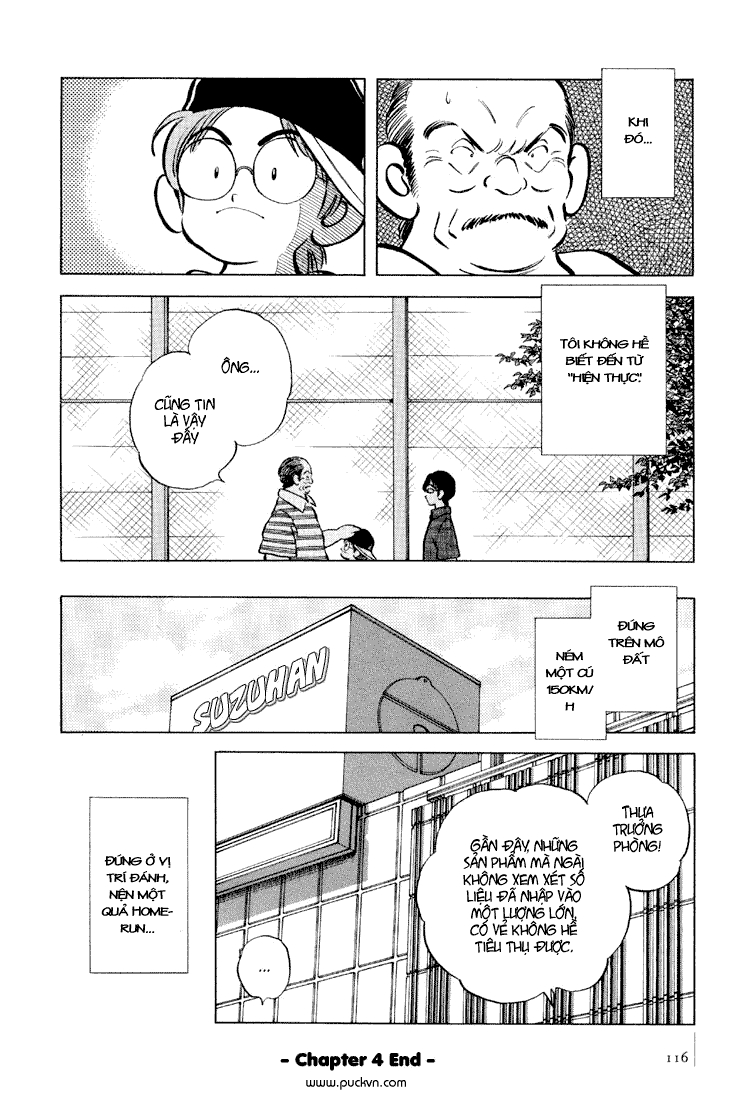 KHI
ĐÓ...
TÔI KHÔNG HỀ
BIẾT ĐẾN TỪ
"HIỆN THỰC".
ÔNG...
CŨNG TIN
LÀ VẬY
ĐẤY
ĐỨNG
TRÊN MÔ
ĐẤT
NÉM
MỘT CÚ
150KM/
H
SUZUHAN
ĐỨNG Ở VỊ
TRÍ ĐÁNH,
NỆN MỘT
QUẢ HOME-
RUN...
THƯA
TRƯỞNG
PHÒNG!
GẦN ĐÂY, NHỮNG
SẢN PHẨM MÀ NGÀI
KHÔNG XEM XÉT SỐ
LIỆU ĐÃ NHẬP VÀO
MỘT LƯỢNG LỚN,
CÓ VẺ KHÔNG HỀ
TIÊU THỤ ĐƯỢC.
...
– Chapter 4 End –
www.puckvn.com
116